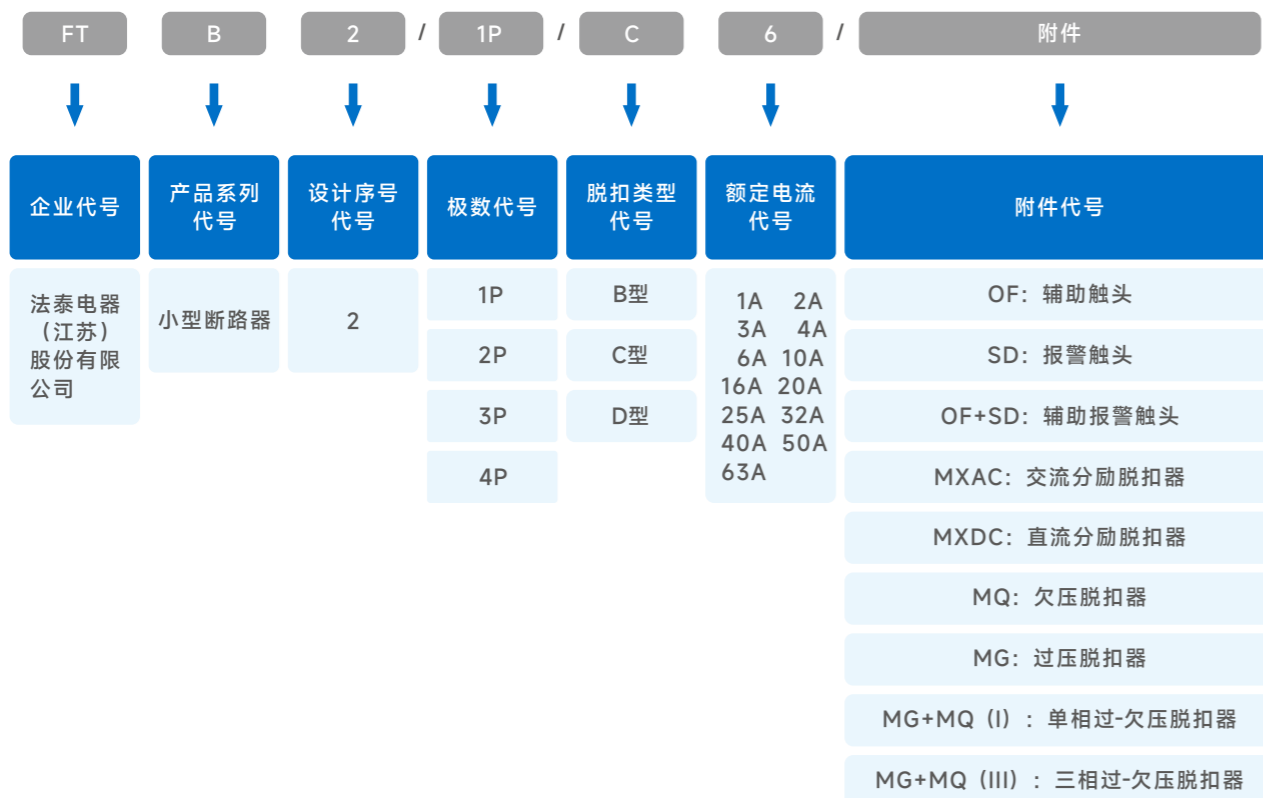 FT B 2 / 1P / C 6 / 附件
企业代号
产品系列
代号
设计序号
代号
极数代号
脱扣类型
代号
额定电流
代号
附件代号
法泰电器
（江苏）
股份有限
公司
小型断路器
2
1P
2P
3P
4P
B型
C型
D型
1A 2A
3A 4A
6A 10A
16A 20A
25A 32A
40A 50A
63A
OF：辅助触头
SD：报警触头
OF+SD：辅助报警触头
MXAC：交流分励脱扣器
MXDC：直流分励脱扣器
MQ：欠压脱扣器
MG：过压脱扣器
MG+MQ（I）：单相过-欠压脱扣器
MG+MQ（III）：三相过-欠压脱扣器